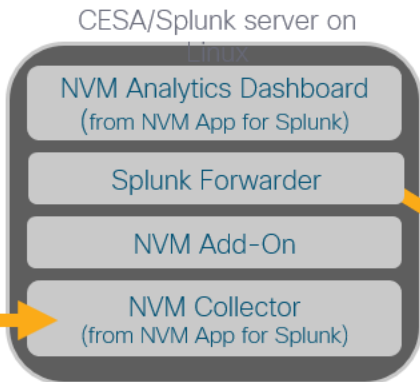 CESA/Splunk server on
Linux
NVM Analytics Dashboard
(from NVM App for Splunk)
Splunk Forwarder
NVM Add-On
NVM Collector
(from NVM App for Splunk)